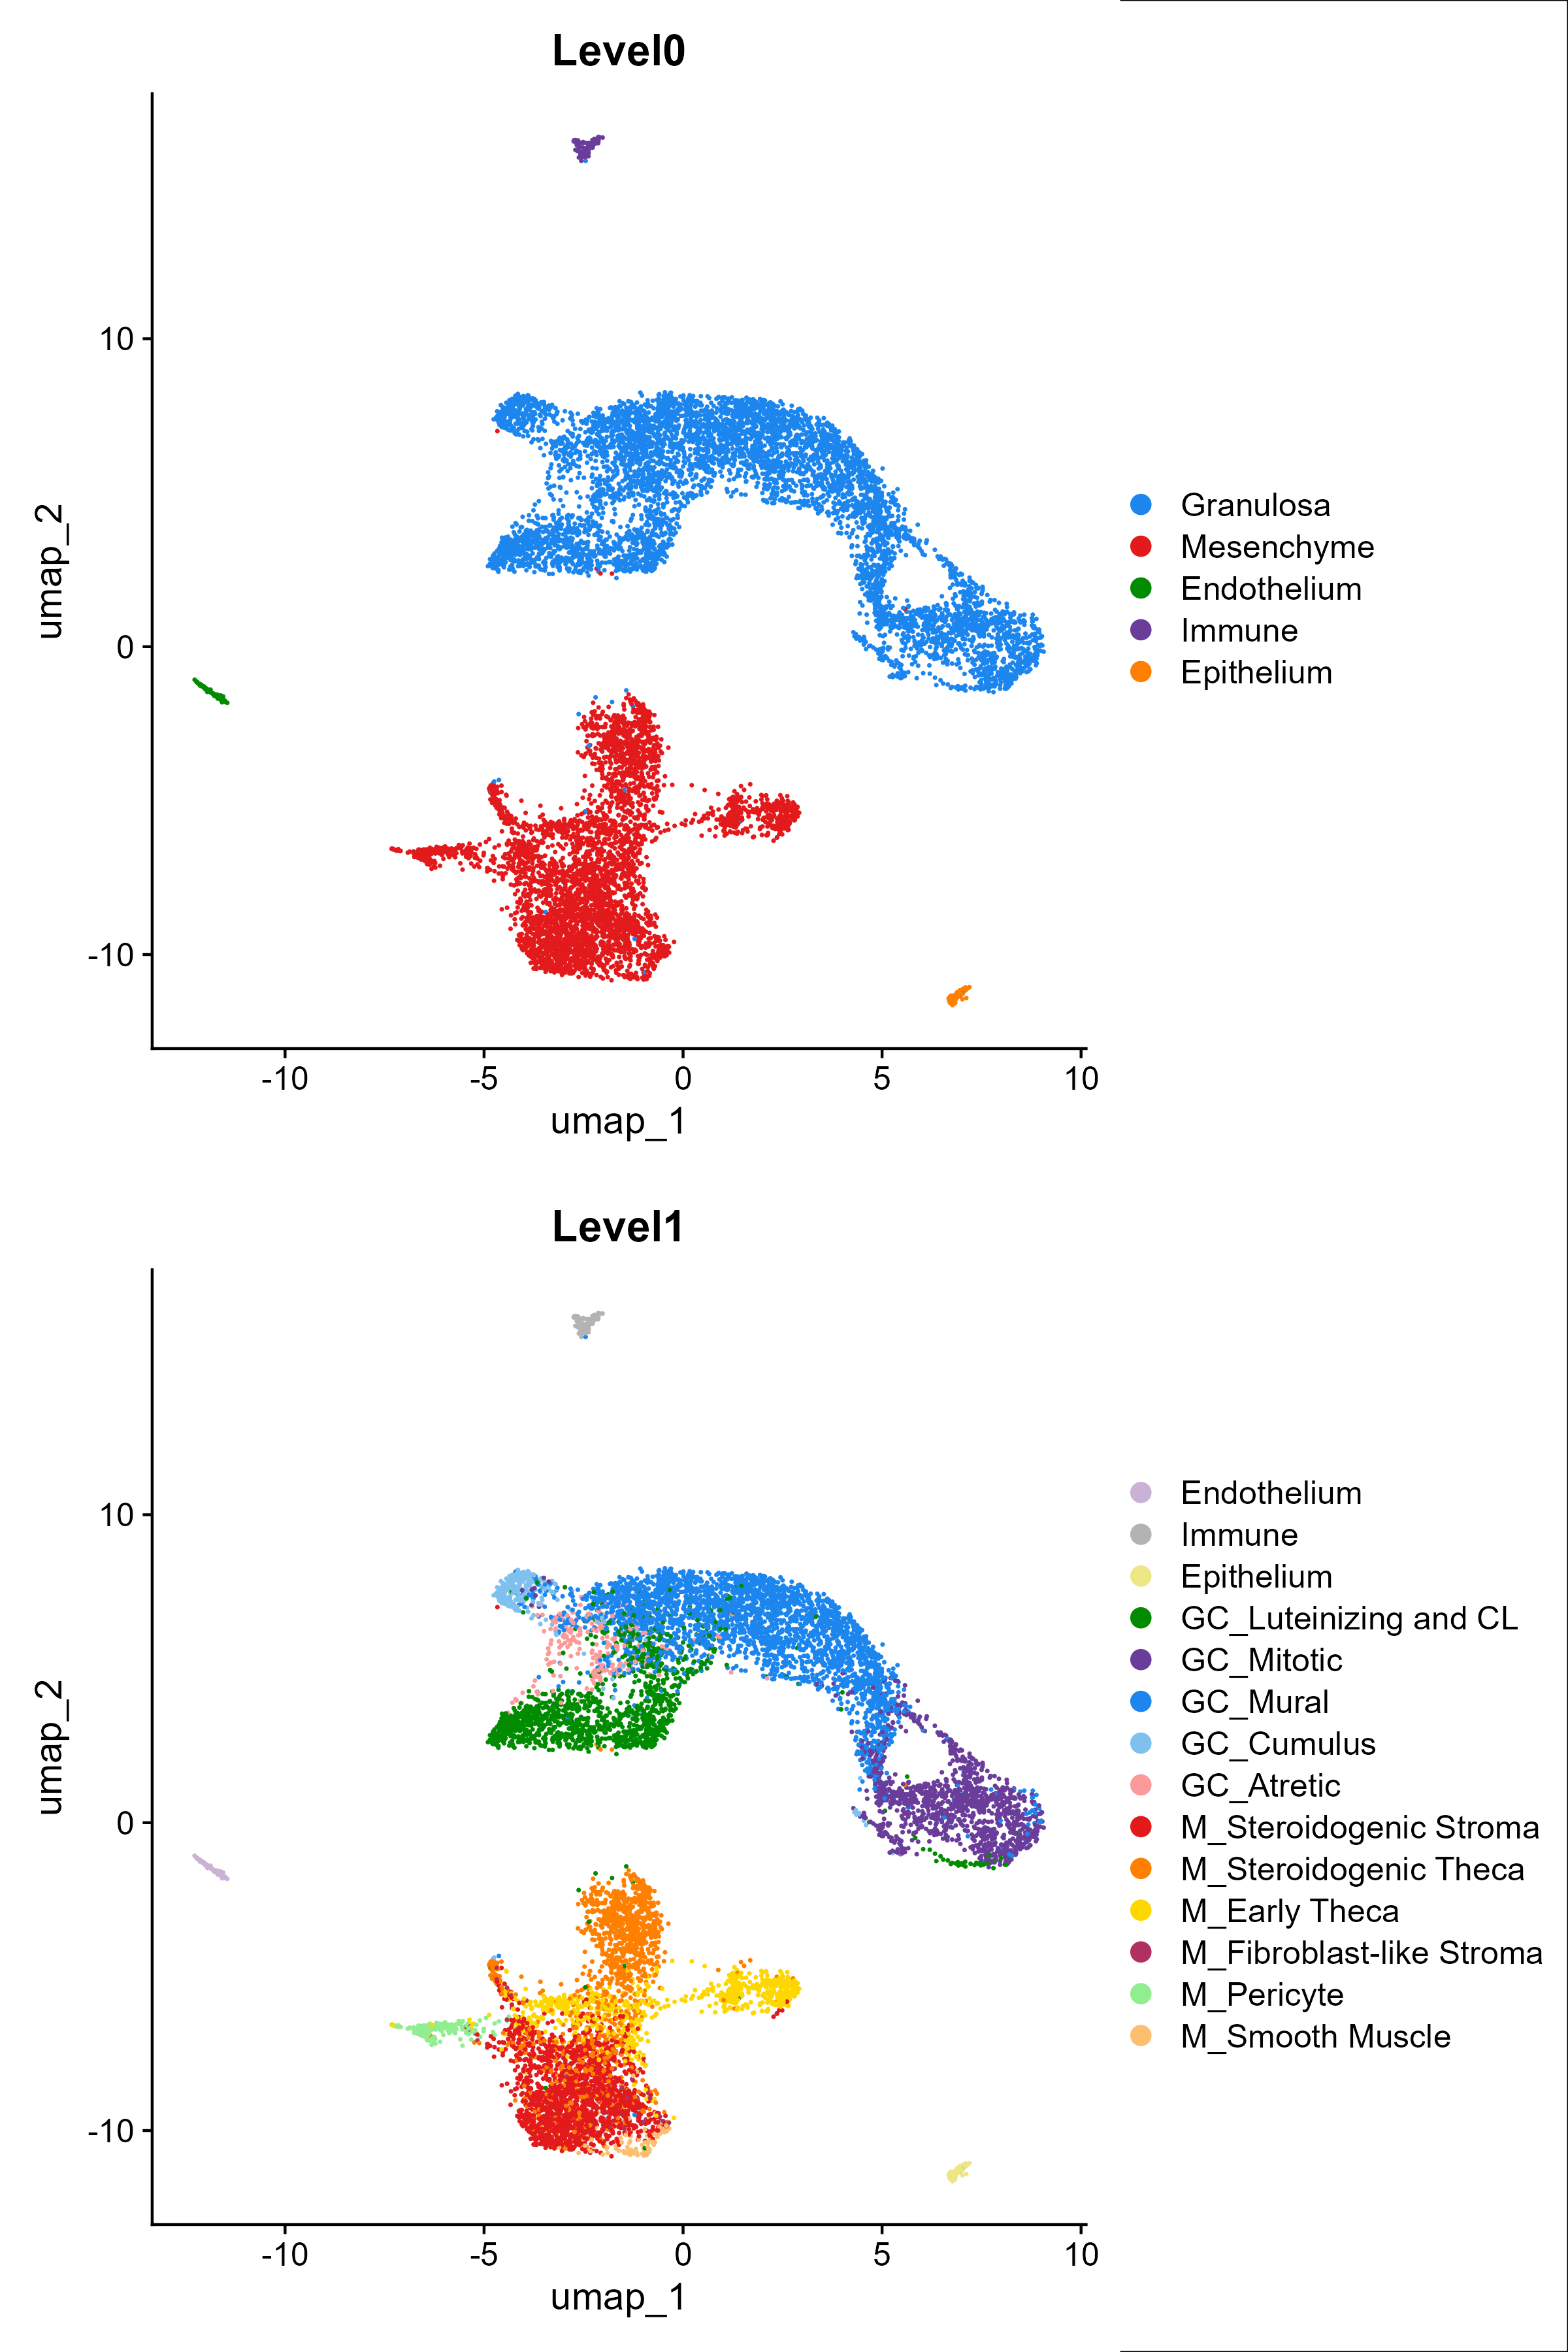 Level0
10
0
-10
umap_2
-10
-5
0
5
10
umap_1
Granulosa
Mesenchyme
Endothelium
Immune
Epithelium
Level1
10
0
-10
umap_2
-10
-5
0
5
10
umap_1
Endothelium
Immune
Epithelium
GC_Luteinizing and CL
GC_Mitotic
GC_Mural
GC_Cumulus
GC_Atretic
M_Steroidogenic Stroma
M_Steroidogenic Theca
M_Early Theca
M_Fibroblast-like Stroma
M_Pericyte
M_Smooth Muscle